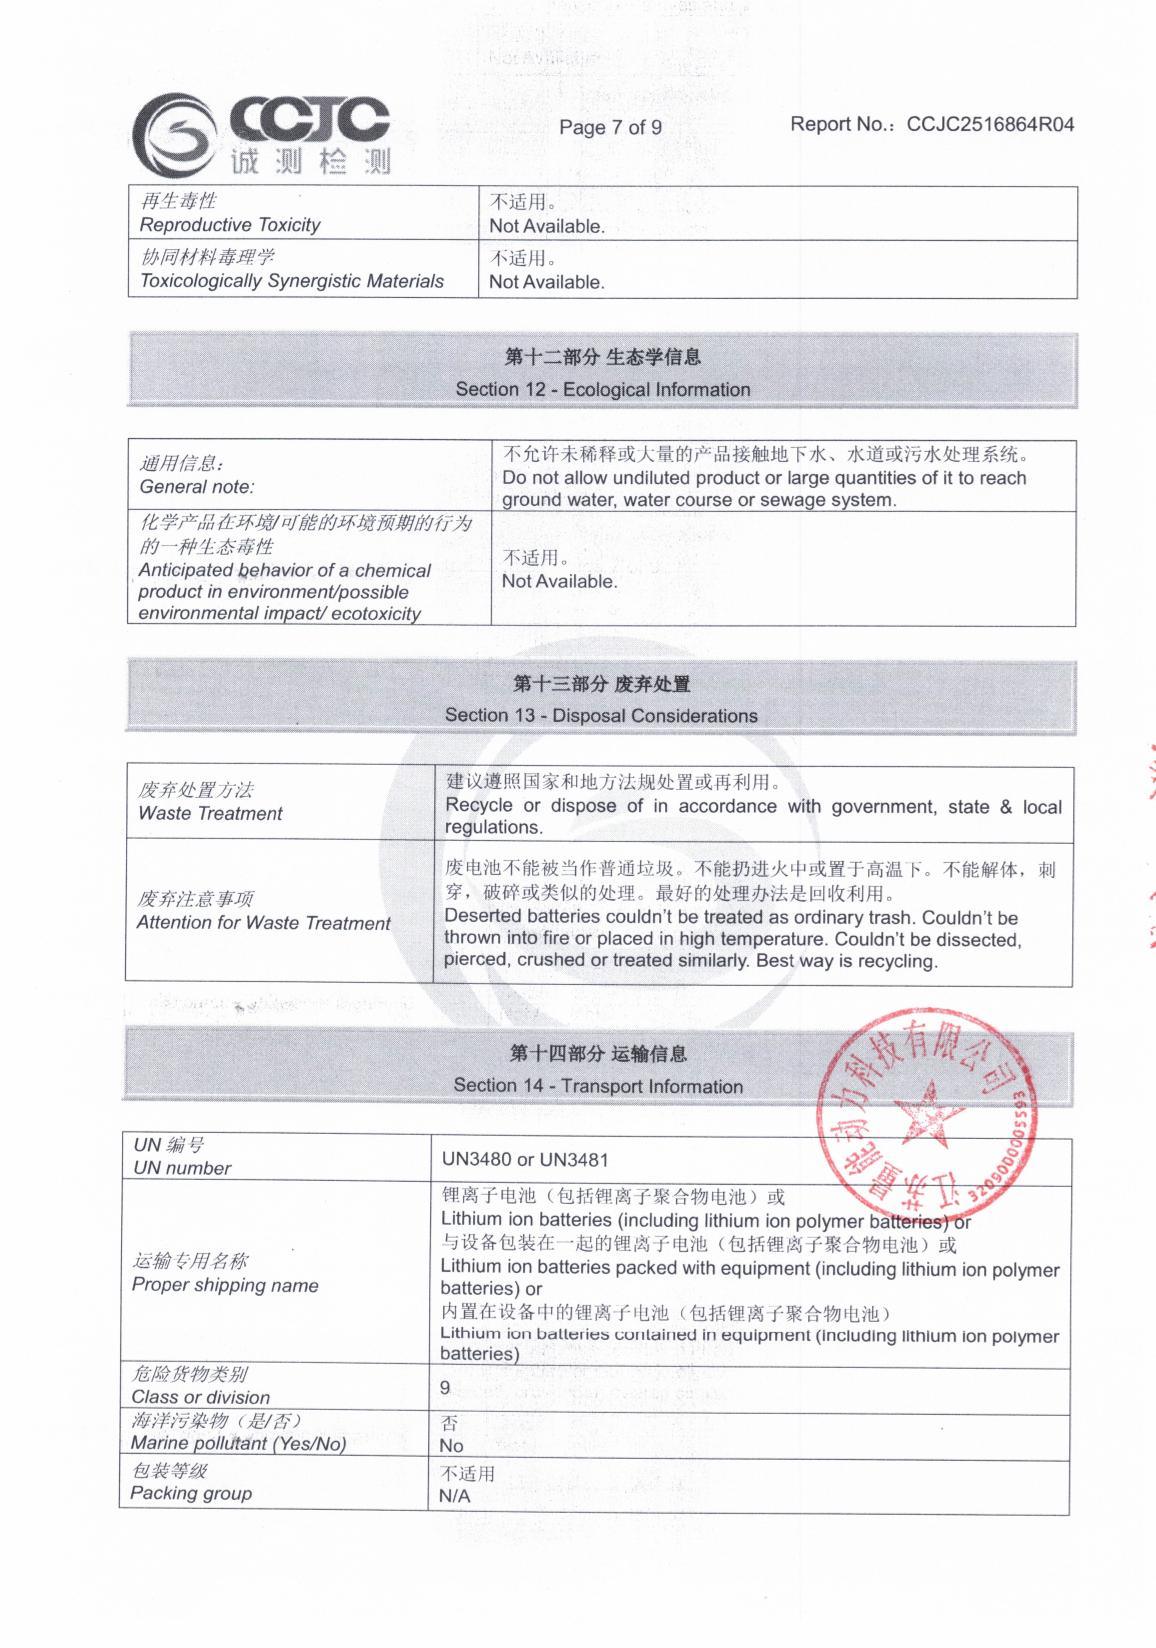 CCJC
诚测检测
Page 7 of 9
Report No.: CCJC2516864R04
再生毒性
Reproductive Toxicity
不适用。
Not Available.
协同材料毒理学
Toxicologically Synergistic Materials
不适用。
Not Available.
第十二部分 生态学信息
Section 12 - Ecological Information
通用信息:
General note:
不允许未稀释或大量的产品接触地下水、水道或污水处理系统。
Do not allow undiluted product or large quantities of it to reach
ground water, water course or sewage system.
化学产品在环境/可能的环境预期的行为
的一种生态毒性
Anticipated behavior of a chemical
product in environment/possible
environmental impact/ ecotoxicity
不适用。
Not Available.
第十三部分 废弃处置
Section 13 - Disposal Considerations
废弃处置方法
Waste Treatment
建议遵照国家和地方法规处置或再利用。
Recycle or dispose of in accordance with government, state & local
regulations.
废弃注意事项
Attention for Waste Treatment
废电池不能被当作普通垃圾。不能扔进火中或置于高温下。不能解体，刺
穿，破碎或类似的处理。最好的处理办法是回收利用。
Deserted batteries couldn't be treated as ordinary trash. Couldn't be
thrown into fire or placed in high temperature. Couldn't be dissected,
pierced, crushed or treated similarly. Best way is recycling.
第十四部分 运输信息
Section 14 - Transport Information
江苏量能动力科技有限公司
3209000005593
UN 编号
UN number
UN3480 or UN3481
运输专用名称
Proper shipping name
锂离子电池（包括锂离子聚合物电池）或
Lithium ion batteries (including lithium ion polymer batteries) or
与设备包装在一起的锂离子电池（包括锂离子聚合物电池）或
Lithium ion batteries packed with equipment (including lithium ion polymer
batteries) or
内置在设备中的锂离子电池（包括锂离子聚合物电池）
Lithium ion batteries contained in equipment (including lithium ion polymer
batteries)
危险货物类别
Class or division
9
海洋污染物（是/否）
Marine pollutant (Yes/No)
否
No
包装等级
Packing group
不适用
N/A